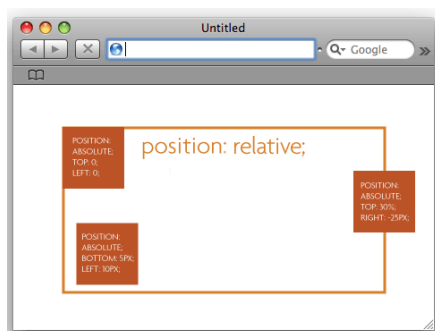 Untitled
Google
position: relative;
POSITION:
ABSOLUTE;
TOP: 0;
LEFT: 0;
POSITION:
ABSOLUTE;
TOP: 30%;
RIGHT: -25PX;
POSITION:
ABSOLUTE;
BOTTOM: 5PX;
LEFT: 10PX;